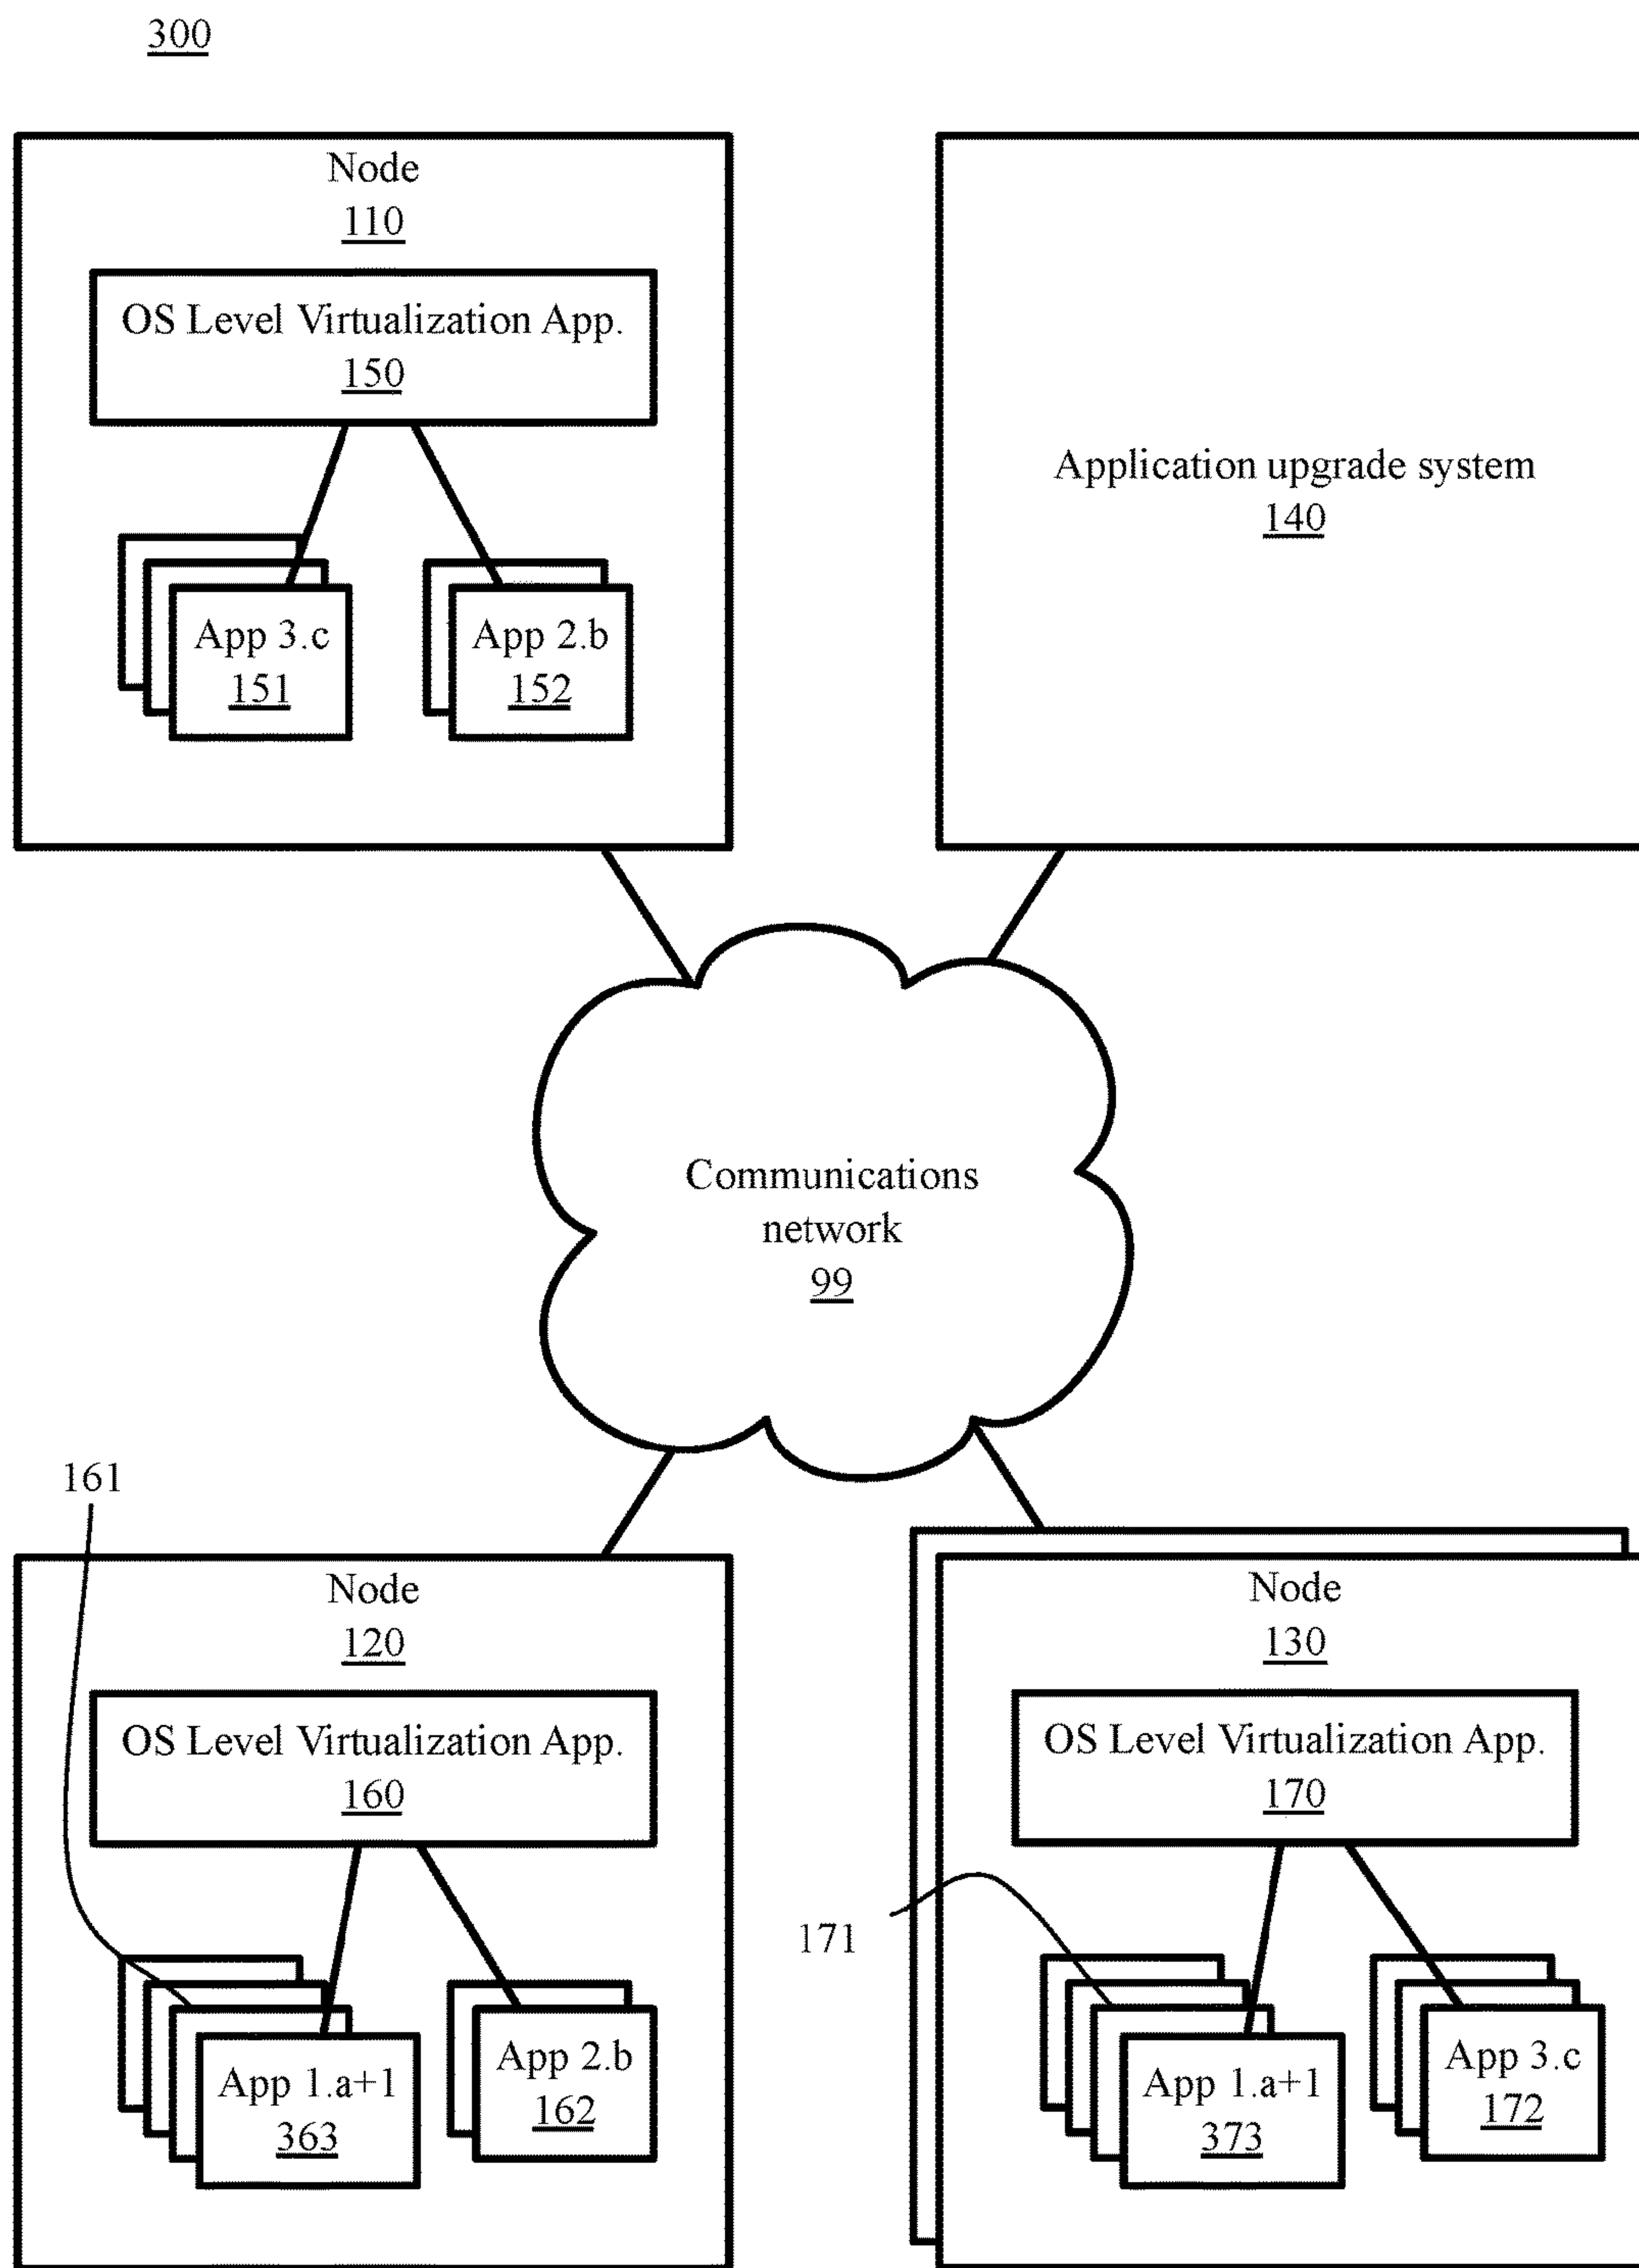 300
Node
110
OS Level Virtualization App.
150
App 3.c
151
App 2.b
152
Application upgrade system
140
Communications
network
99
161
Node
120
OS Level Virtualization App.
160
App 1.a+1
363
App 2.b
162
171
Node
130
OS Level Virtualization App.
170
App 1.a+1
373
App 3.c
172